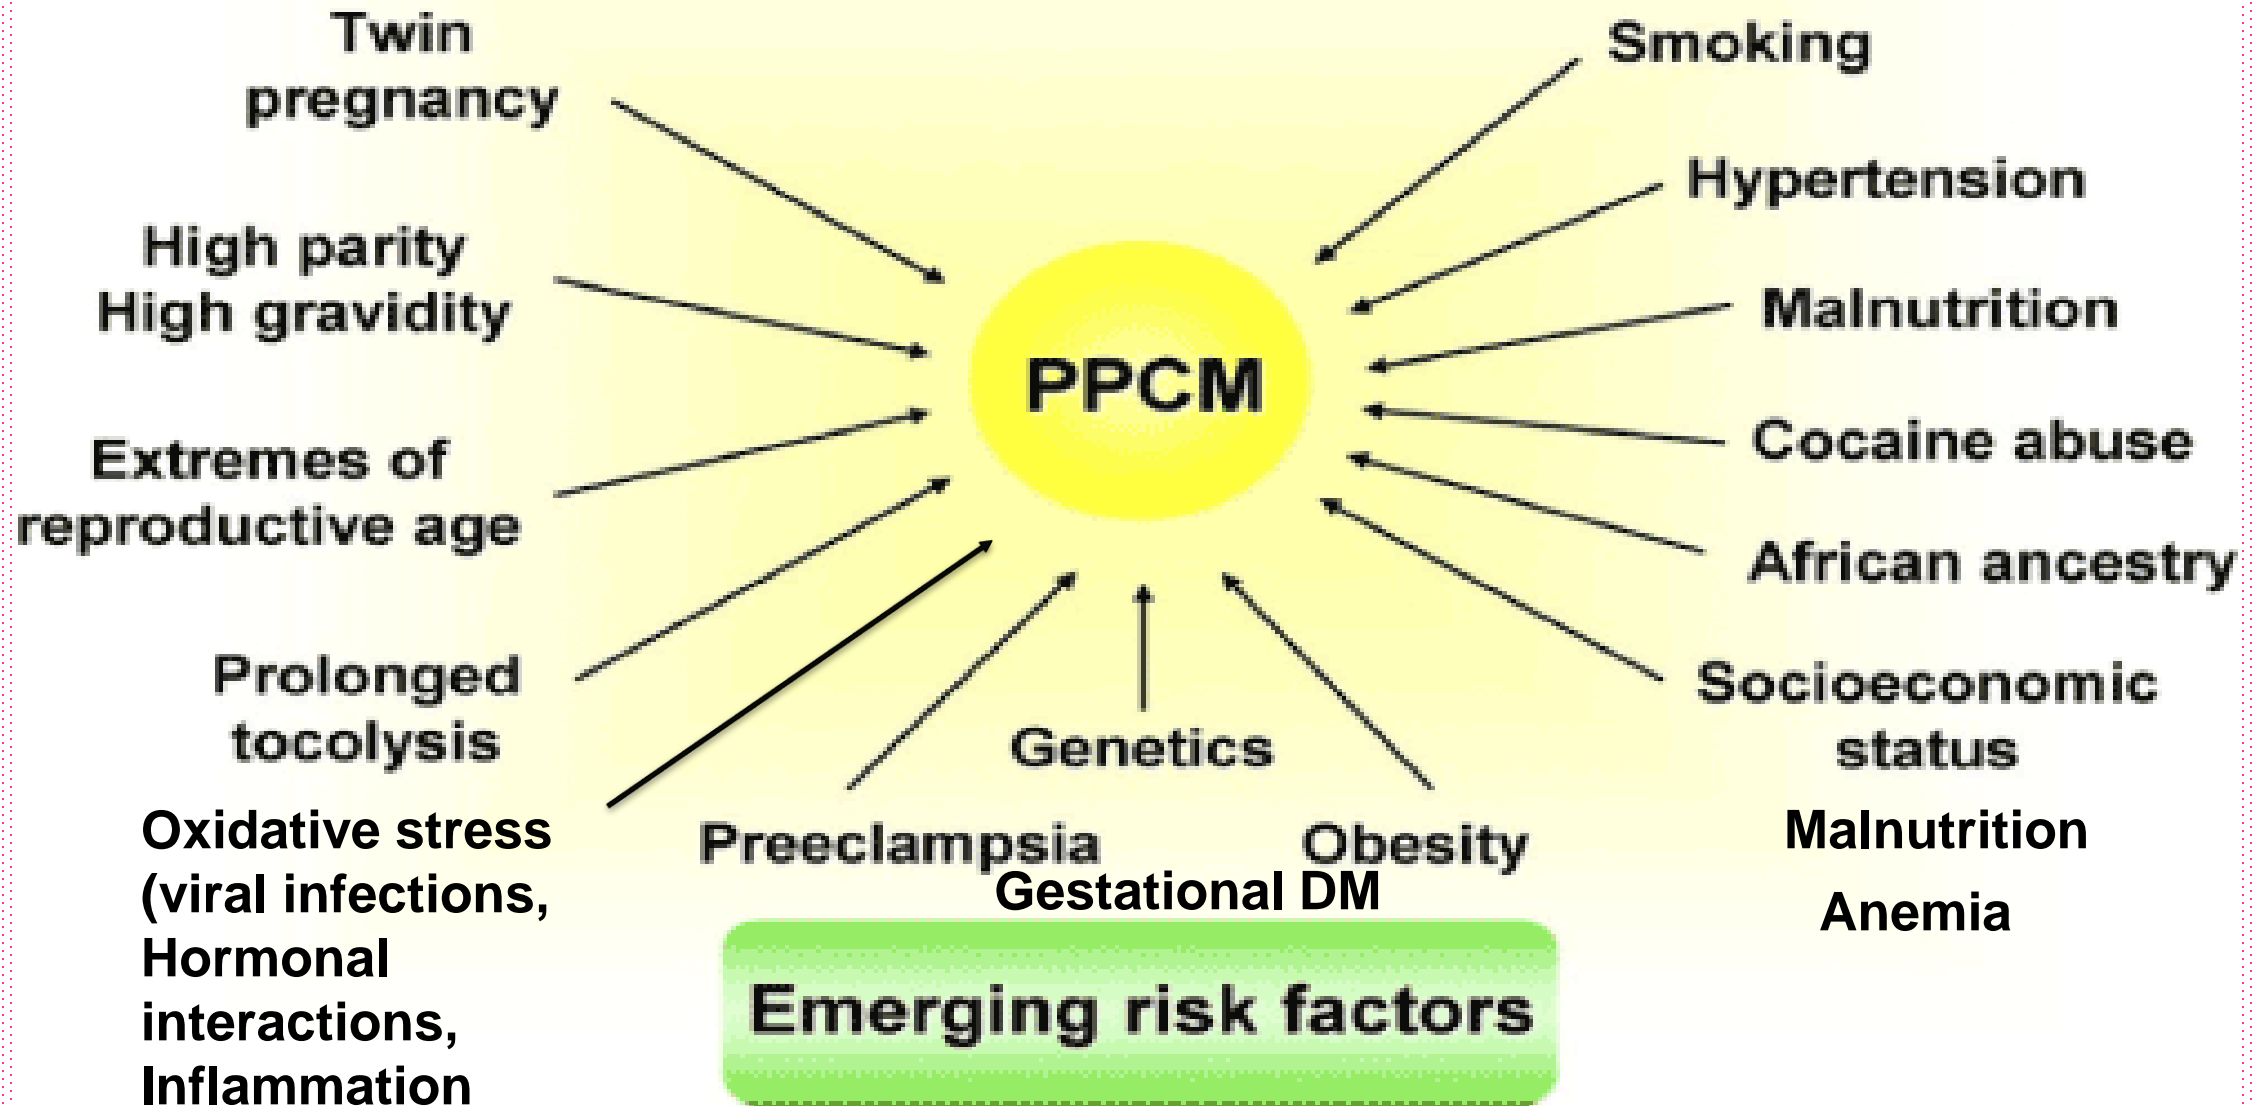 Twin
pregnancy
High parity
High gravidity
Extremes of
reproductive age
Prolonged
tocolysis
Oxidative stress
(viral infections,
Hormonal
interactions,
Inflammation
PPCM
Genetics
Preeclampsia
Obesity
Gestational DM
Emerging risk factors
Smoking
Hypertension
Malnutrition
Cocaine abuse
African ancestry
Socioeconomic
status
Malnutrition
Anemia